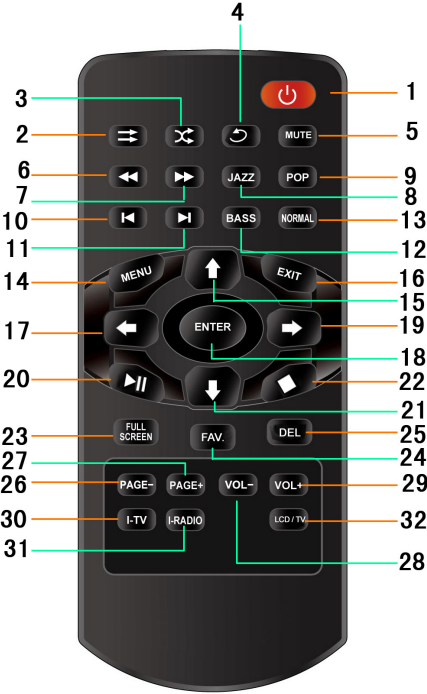 4
3
1
2
MUTE
5
6
7
JAZZ
8
POP
9
10
11
BASS
12
NORMAL
13
14
MENU
EXIT
16
15
17
ENTER
19
18
20
22
21
23
FULL
SCREEN
FAV.
DEL
25
24
27
26
PAGE-
PAGE+
VOL-
VOL+
29
30
I-TV
I-RADIO
LCD / TV
32
31
28